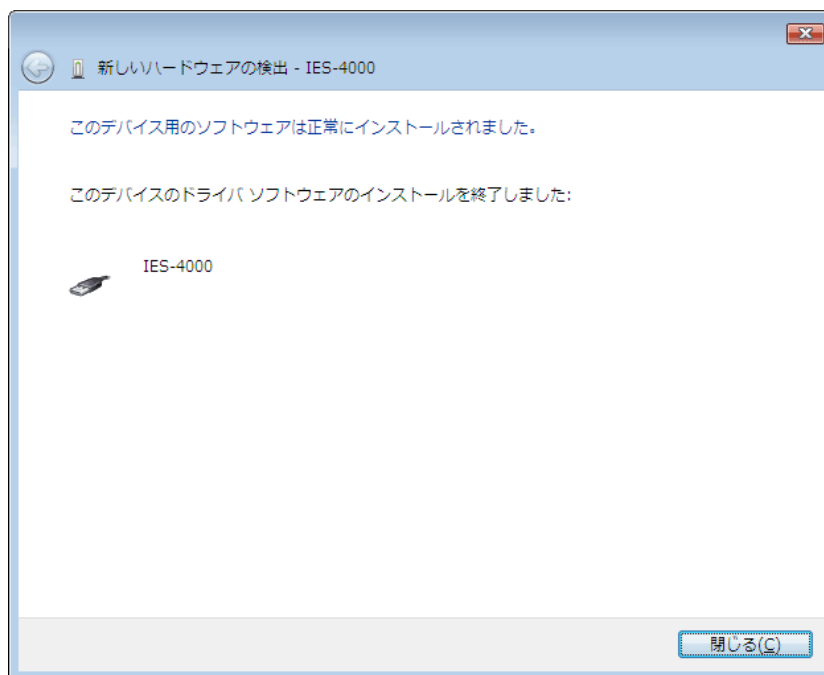 新しいハードウェアの検出 - IES-4000
このデバイス用のソフトウェアは正常にインストールされました。
このデバイスのドライバ ソフトウェアのインストールを終了しました:
IES-4000
閉じる(C)